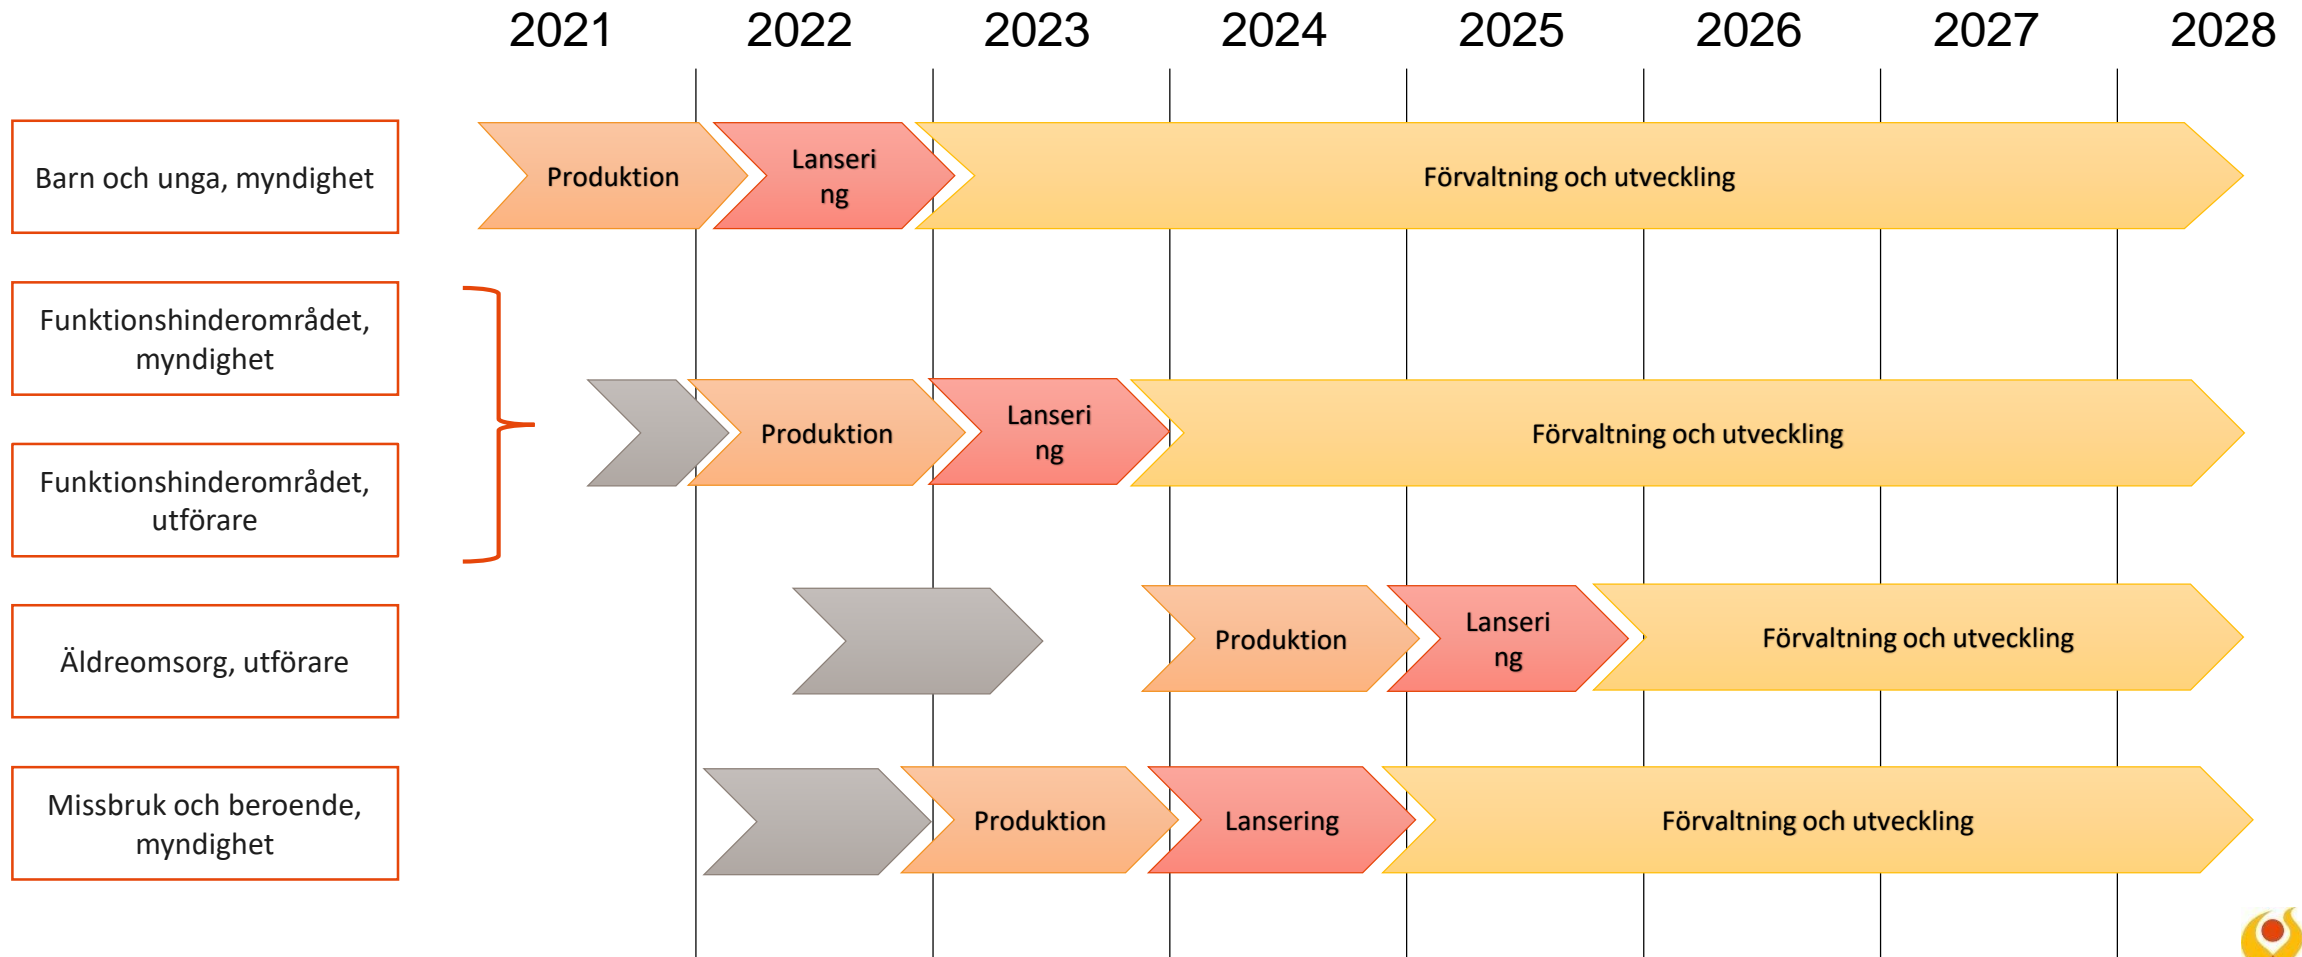 2021 2022 2023 2024 2025 2026 2027 2028
Barn och unga, myndighet
Produktion
Lanseri
ng
Förvaltning och utveckling
Funktionshinderområdet,
myndighet
Funktionshinderområdet,
utförare
Produktion
Lanseri
ng
Förvaltning och utveckling
Äldreomsorg, utförare
Produktion
Lanseri
ng
Förvaltning och utveckling
Missbruk och beroende,
myndighet
Produktion
Lansering
Förvaltning och utveckling